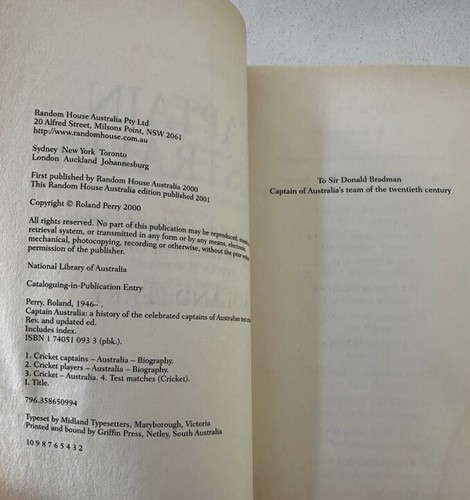 Random House Australia Pty Ltd
20 Alfred Street, Milsons Point, NSW 2061
http://www.randomhouse.com.au
Sydney New York Toronto
London Auckland Johannesburg
First published by Random House Australia 2000
This Random House Australia edition published 2001
Copyright © Roland Perry 2000
All rights reserved. No part of this publication may be reproduced,
retrieval system, or transmitted in any form or by any means, electronic,
mechanical, photocopying, recording or otherwise, without the prior
permission of the publisher.
National Library of Australia
Cataloguing-in-Publication Entry
Perry, Roland, 1946– .
Captain Australia: a history of the celebrated captains of Australian test
Rev. and updated ed.
Includes index.
ISBN 1 74051 093 3 (pbk.).
1. Cricket captains – Australia – Biography.
2. Cricket players – Australia – Biography.
3. Cricket – Australia. 4. Test matches (Cricket).
I. Title.
796.358650994
Typeset by Midland Typesetters, Maryborough, Victoria
Printed and bound by Griffin Press, Netley, South Australia
10 9 8 7 6 5 4 3 2
To Sir Donald Bradman
Captain of Australia's team of the twentieth century